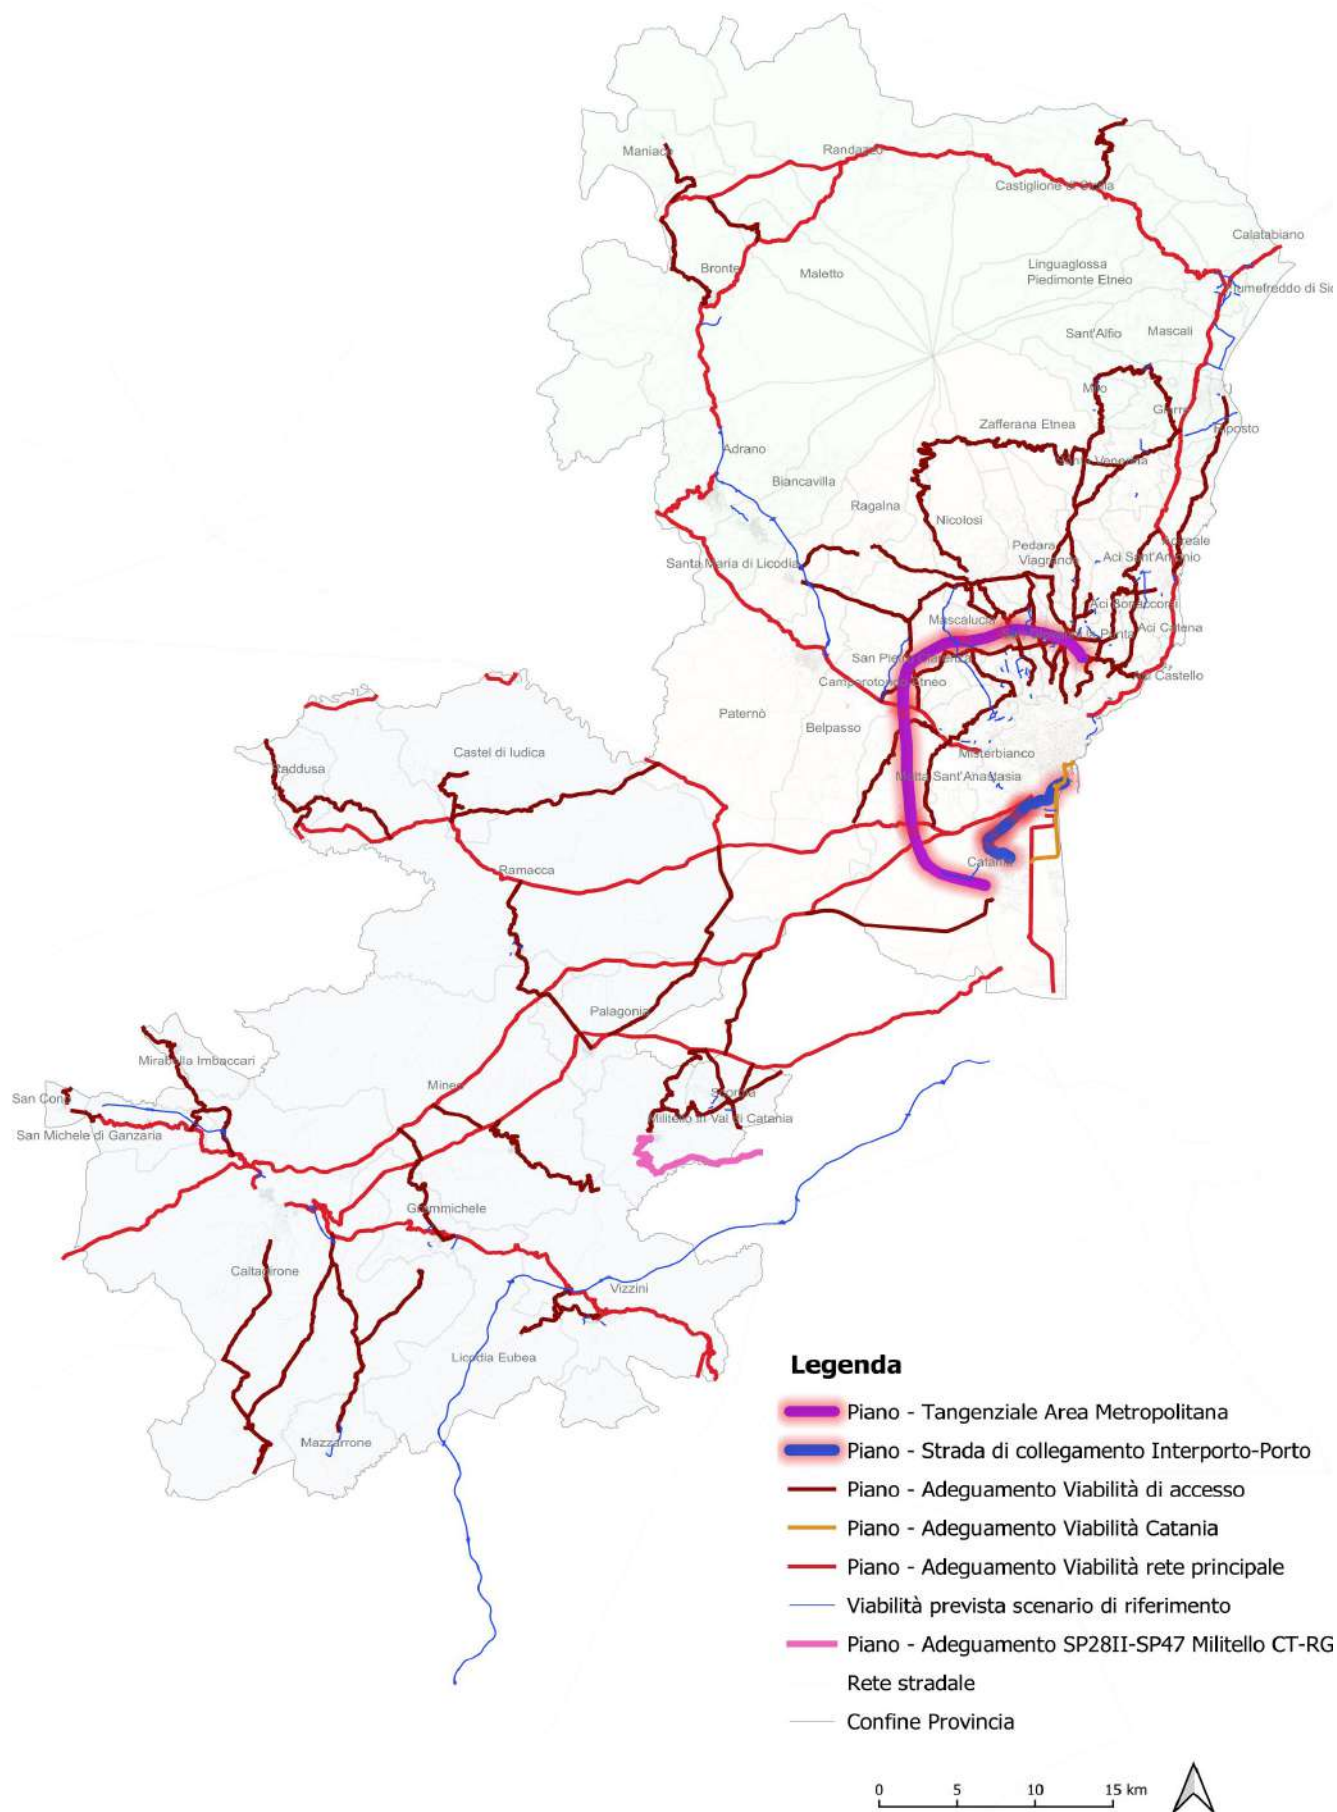 Maniace
Randazzo
Castiglione di Sicilia
Calatabiano
Bronte
Maletto
Linguaglossa
Piedimonte Etneo
iumefreddo di Sic
Sant'Alfio
Mascali
Milo
Giarre
Riposto
Zafferana Etnea
Santa Venerina
Adrano
Biancavilla
Ragalna
Nicolosi
Pedara
Viagrande
Acireale
Aci Sant'Antonio
Santa Maria di Licodia
Aci Bonaccorsi
Mascalucia
Aci Catena
San Pietro Clarenza
Camporotondo Etneo
Aci Castello
Paternò
Belpasso
Misterbianco
Castel di Iudica
Raddusa
Motta Sant'Anastasia
Ramacca
Catania
Palagonia
Mirabella Imbaccari
Mineo
San Cono
Scordia
Militello in Val di Catania
San Michele di Ganzaria
Grammichele
Caltagirone
Vizzini
Licodia Eubea
Mazzarrone
Legenda
Piano - Tangenziale Area Metropolitana
Piano - Strada di collegamento Interporto-Porto
Piano - Adeguamento Viabilità di accesso
Piano - Adeguamento Viabilità Catania
Piano - Adeguamento Viabilità rete principale
Viabilità prevista scenario di riferimento
Piano - Adeguamento SP28II-SP47 Militello CT-RG
Rete stradale
Confine Provincia
0 5 10 15 km